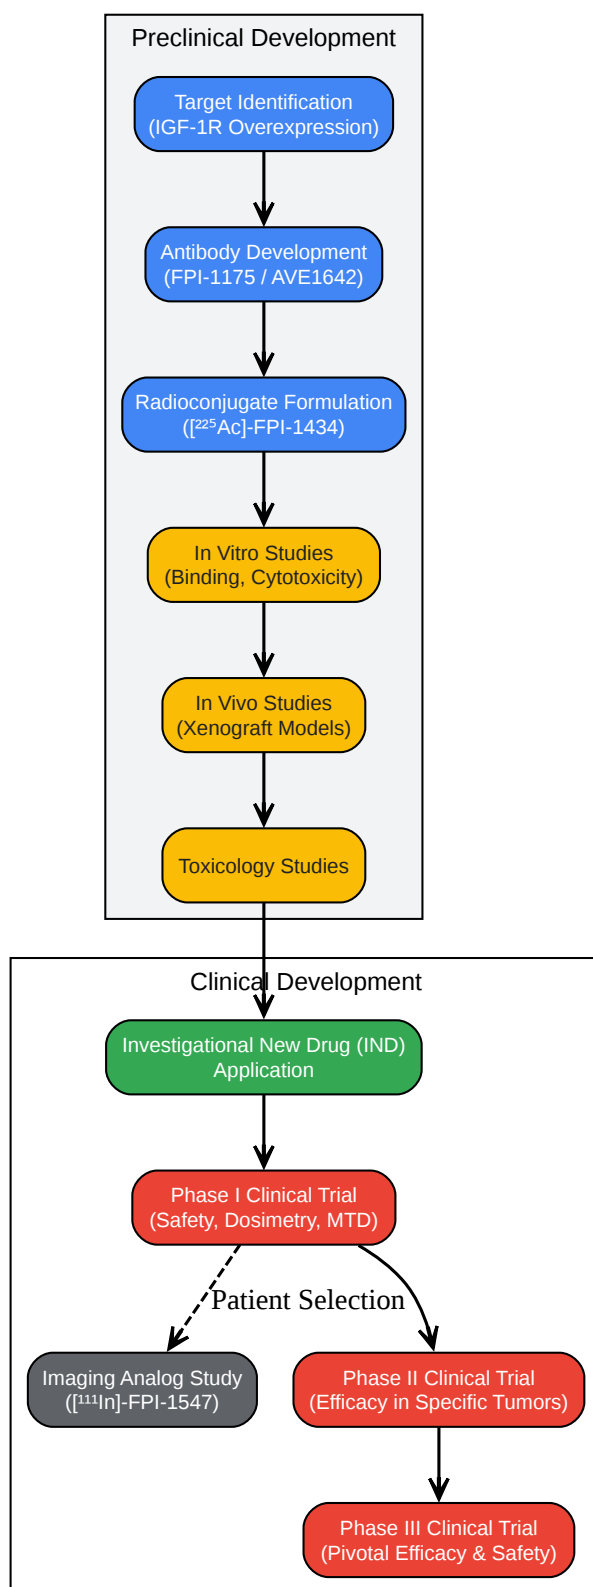 Preclinical Development
Target Identification
(IGF-1R Overexpression)
Antibody Development
(FPI-1175 / AVE1642)
Radioconjugate Formulation
([²²⁵Ac]-FPI-1434)
In Vitro Studies
(Binding, Cytotoxicity)
In Vivo Studies
(Xenograft Models)
Toxicology Studies
Clinical Development
Investigational New Drug (IND)
Application
Phase I Clinical Trial
(Safety, Dosimetry, MTD)
Patient Selection
Imaging Analog Study
([¹¹¹In]-FPI-1547)
Phase II Clinical Trial
(Efficacy in Specific Tumors)
Phase III Clinical Trial
(Pivotal Efficacy & Safety)